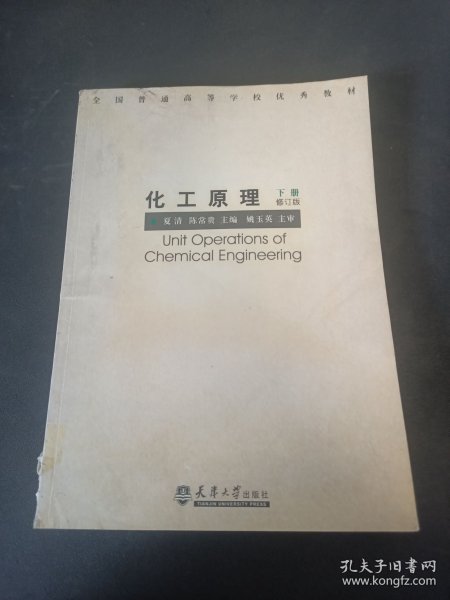 全国普通高等学校优秀教材
化工原理 下册 修订版
夏清 陈常贵 主编 姚玉英 主审
Unit Operations of
Chemical Engineering
天津大学出版社
TIANJIN UNIVERSITY PRESS
孔夫子旧书网
www.kongfz.com